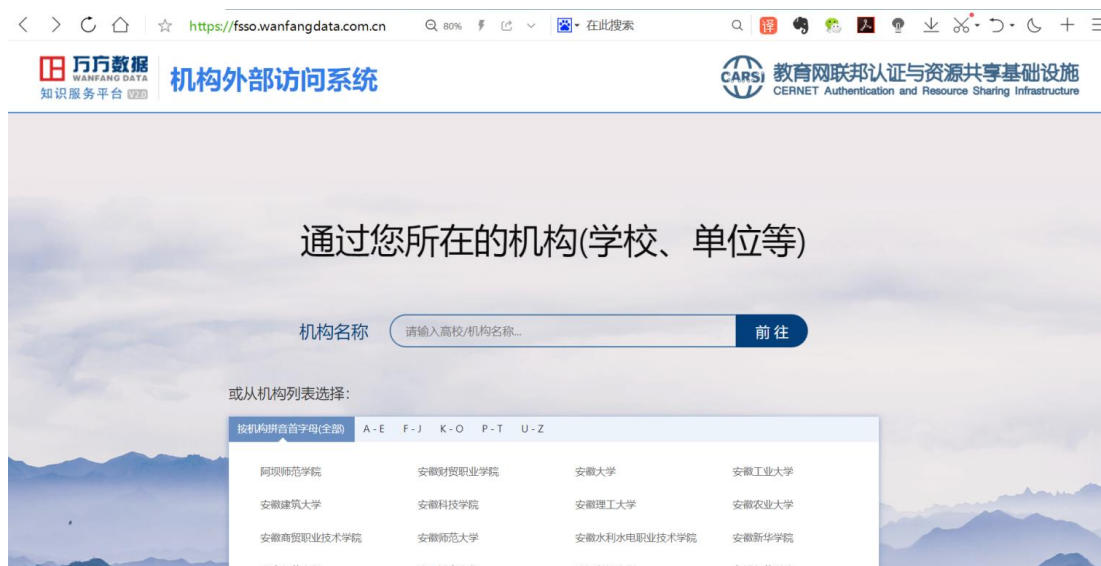 https://fsso.wanfangdata.com.cn 80% 在此搜索 译
万方数据
WANFANG DATA
知识服务平台 V2.0
机构外部访问系统
CARSI 教育网联邦认证与资源共享基础设施
CERNET Authentication and Resource Sharing Infrastructure
通过您所在的机构(学校、单位等)
机构名称 请输入高校/机构名称... 前往
或从机构列表选择:
按机构拼音首字母(全部) A-E F-J K-O P-T U-Z
阿坝师范学院 安徽财贸职业学院 安徽大学 安徽工业大学
安徽建筑大学 安徽科技学院 安徽理工大学 安徽农业大学
安徽商贸职业技术学院 安徽师范大学 安徽水利水电职业技术学院 安徽新华学院